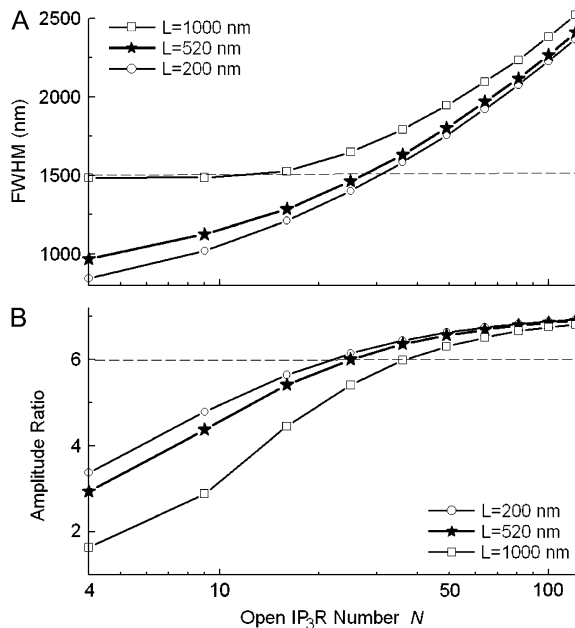 A
L=1000 nm
L=520 nm
L=200 nm
2500
2000
1500
1000
FWHM (nm)
B
6
4
2
Amplitude Ratio
L=200 nm
L=520 nm
L=1000 nm
4 10 50 100
Open IP3R Number N